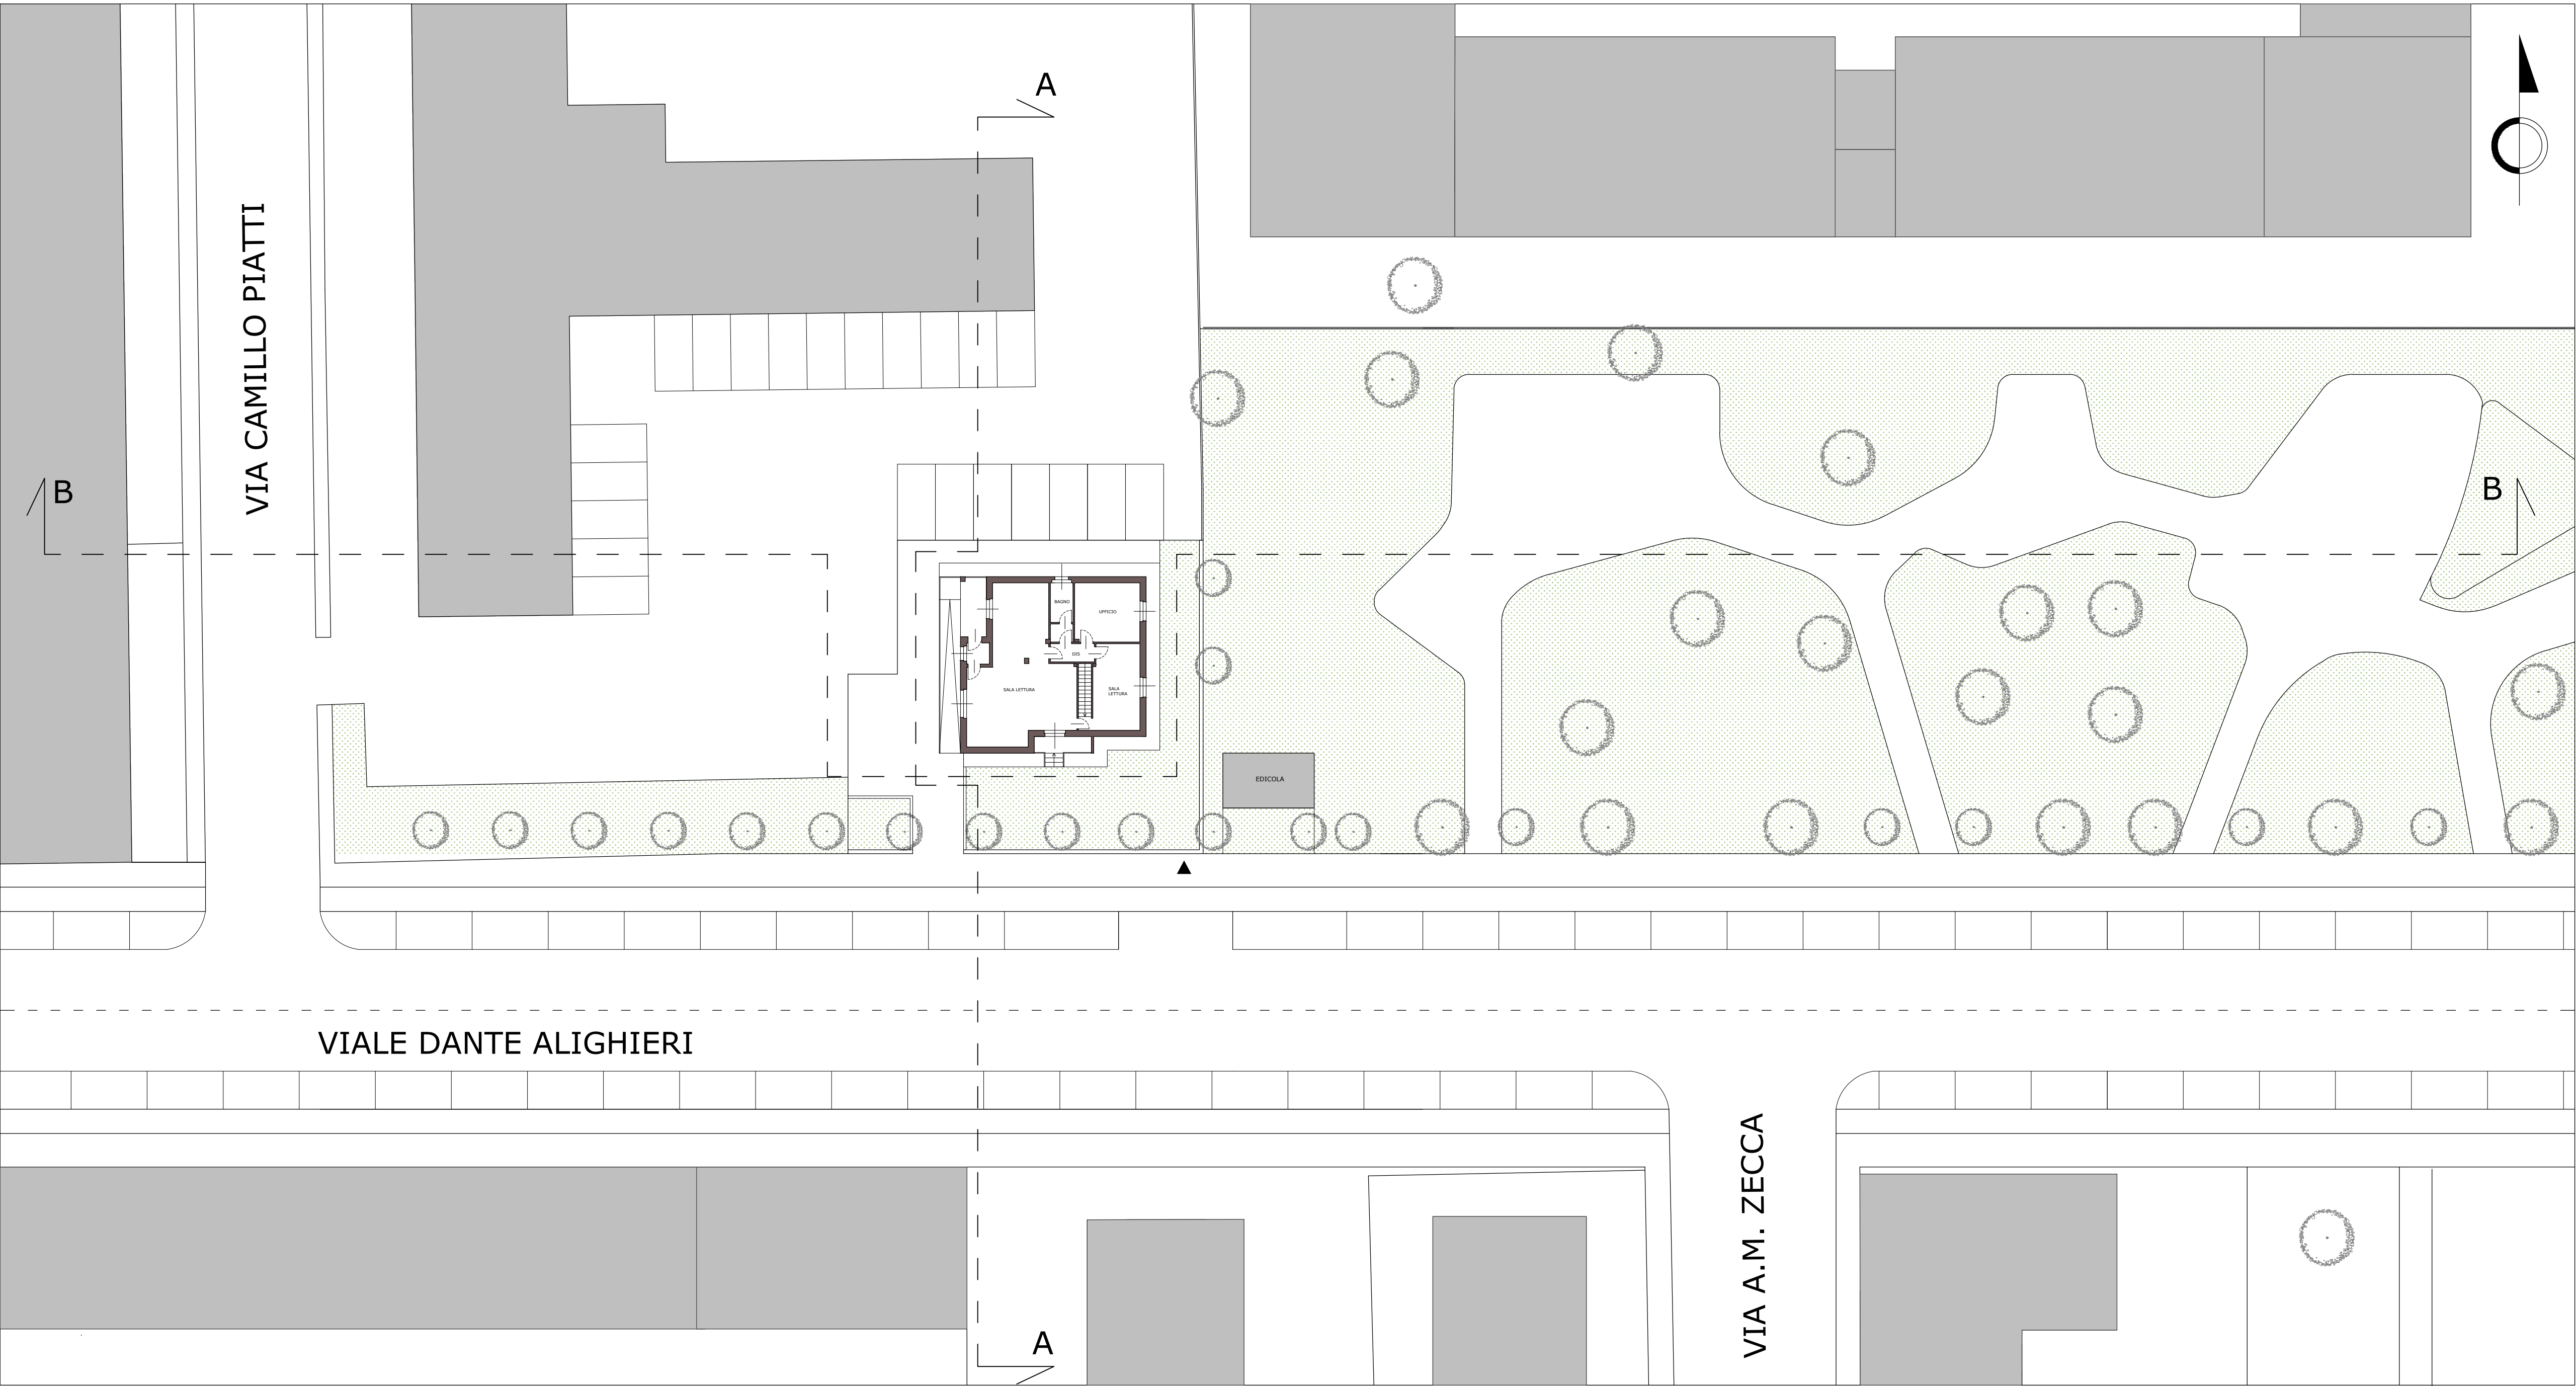 A
VIA CAMILLO PIATTI
B
B
BAGNO
UFFICIO
DIS
SALA LETTURA
SALA
LETTURA
EDICOLA
VIALE DANTE ALIGHIERI
VIA A.M. ZECCA
A